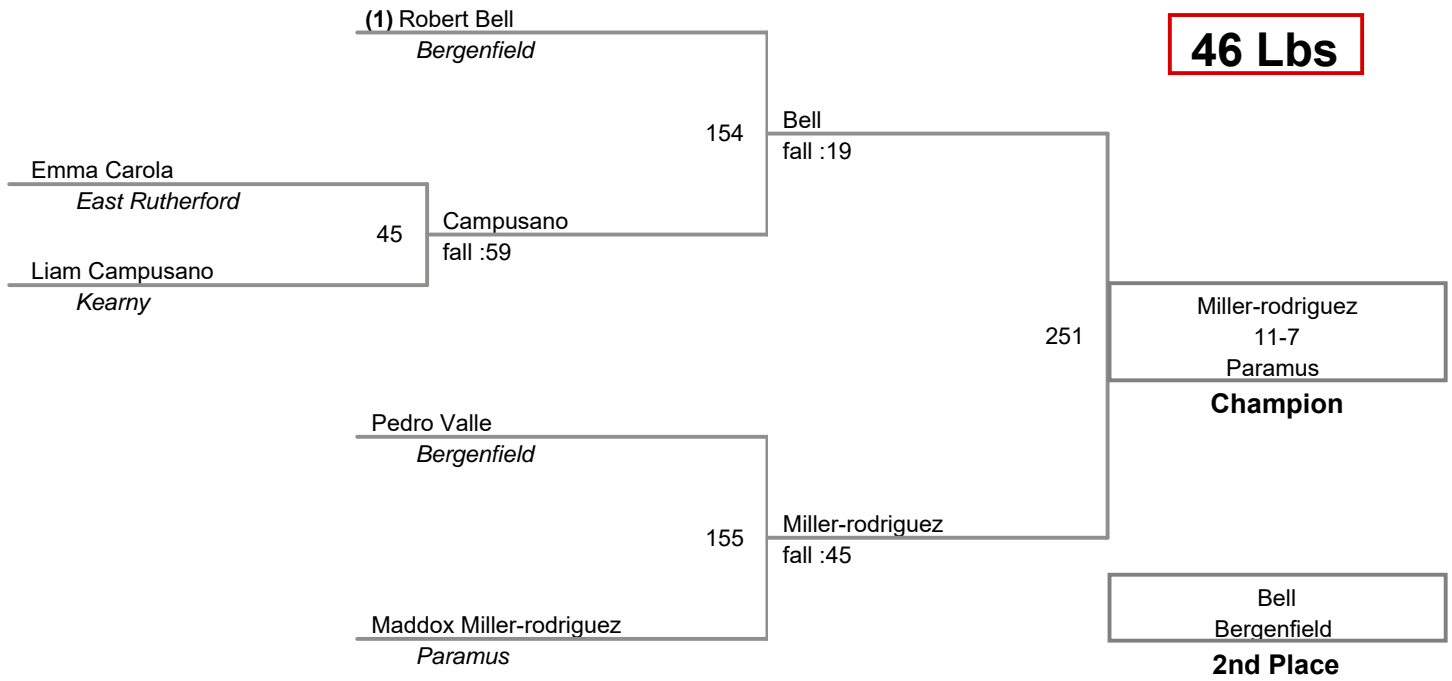 (1) Robert Bell
Bergenfield
46 Lbs
154
Bell
fall :19
Emma Carola
East Rutherford
45
Campusano
fall :59
Liam Campusano
Kearny
251
Miller-rodriguez
11-7
Paramus
Champion
Pedro Valle
Bergenfield
155
Miller-rodriguez
fall :45
Maddox Miller-rodriguez
Paramus
Bell
Bergenfield
2nd Place